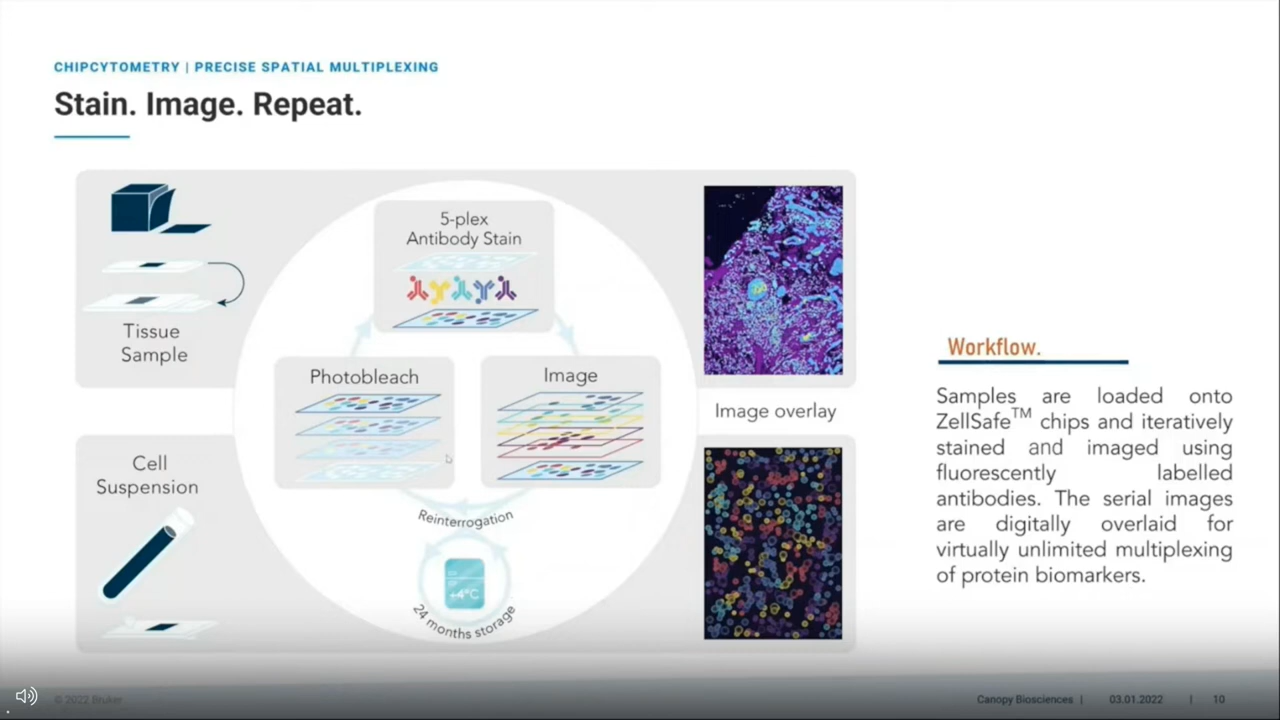 CHIPCYTOMETRY | PRECISE SPATIAL MULTIPLEXING
Stain. Image. Repeat.
Tissue
Sample
Cell
Suspension
5-plex
Antibody Stain
Photobleach
Image
Reinterrogation
+4°C
24 months storage
Image overlay
Workflow.
Samples are loaded onto
ZellSafe™ chips and iteratively
stained and imaged using
fluorescently labelled
antibodies. The serial images
are digitally overlaid for
virtually unlimited multiplexing
of protein biomarkers.
© 2022 Bruker
Canopy Biosciences | 03.01.2022 | 10